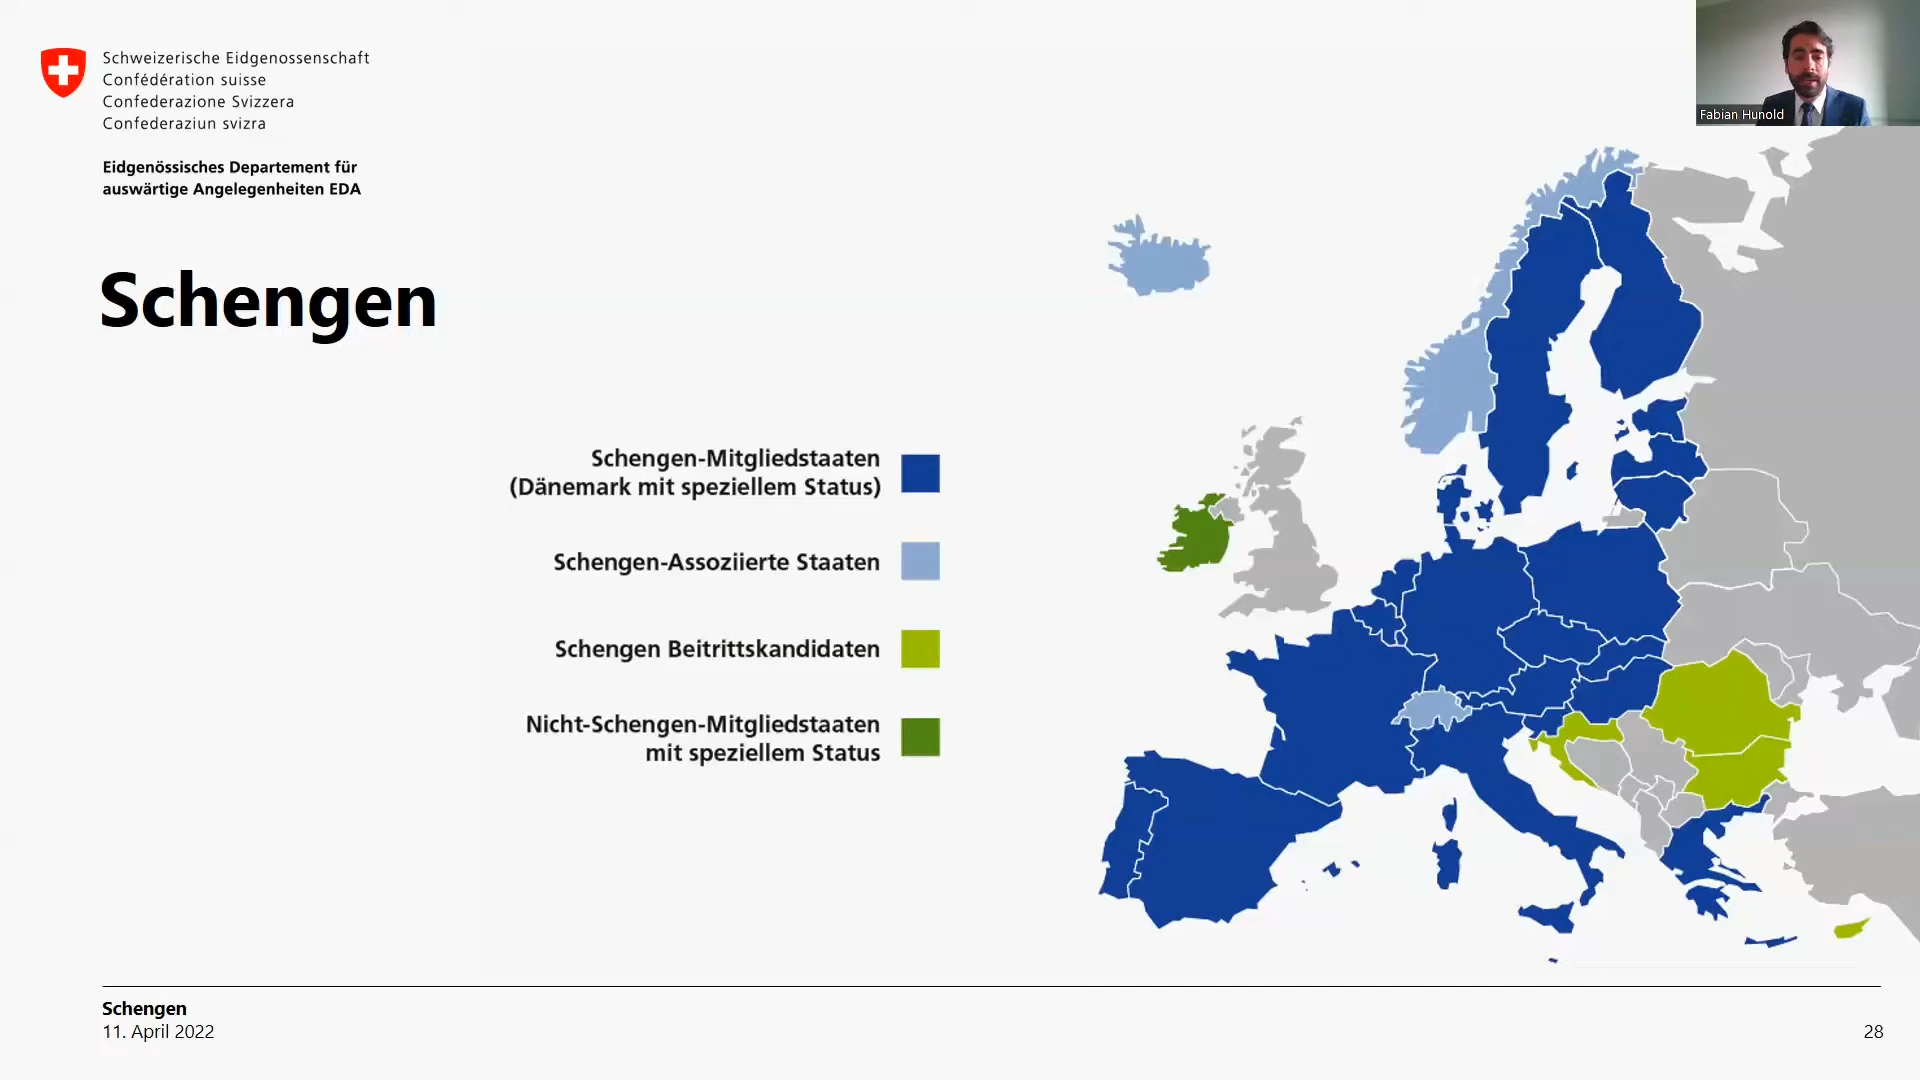 Schweizerische Eidgenossenschaft
Confédération suisse
Confederazione Svizzera
Confederaziun svizra
Eidgenössisches Departement für
auswärtige Angelegenheiten EDA
Fabian Hunold
Schengen
Schengen-Mitgliedstaaten
(Dänemark mit speziellem Status)
Schengen-Assoziierte Staaten
Schengen Beitrittskandidaten
Nicht-Schengen-Mitgliedstaaten
mit speziellem Status
Schengen
11. April 2022
28